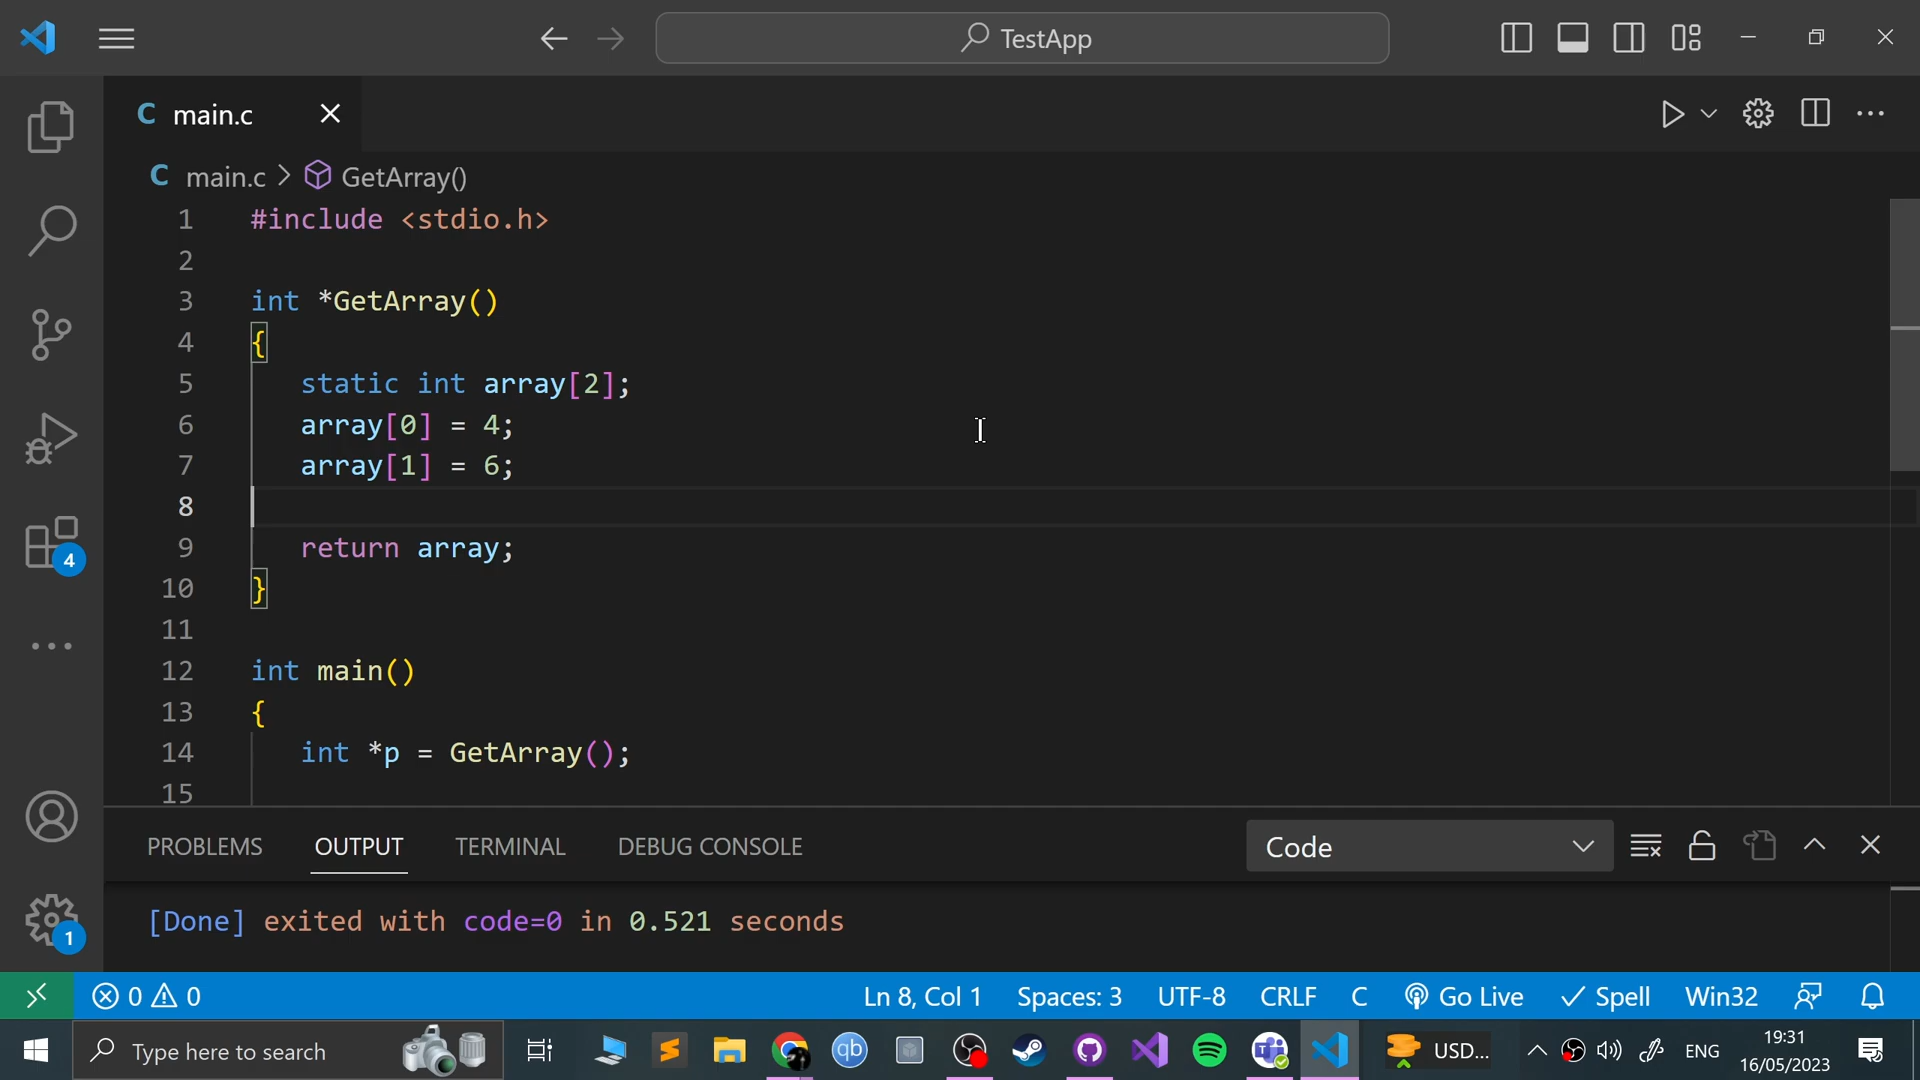 TestApp
C main.c
C main.c > GetArray()
1 #include <stdio.h>
2
3 int *GetArray()
4 {
5 static int array[2];
6 array[0] = 4;
7 array[1] = 6;
8
9 return array;
10 }
11
12 int main()
13 {
14 int *p = GetArray();
15
4
1
PROBLEMS OUTPUT TERMINAL DEBUG CONSOLE Code
[Done] exited with code=0 in 0.521 seconds
0 0 Ln 8, Col 1 Spaces: 3 UTF-8 CRLF C Go Live Spell Win32
Type here to search qb USD... ENG 19:31
16/05/2023